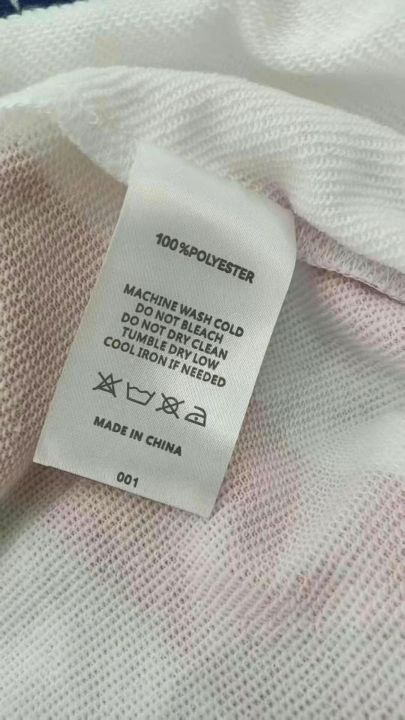 100%POLYESTER
MACHINE WASH COLD
DO NOT BLEACH
DO NOT DRY CLEAN
TUMBLE DRY LOW
COOL IRON IF NEEDED
MADE IN CHINA
001